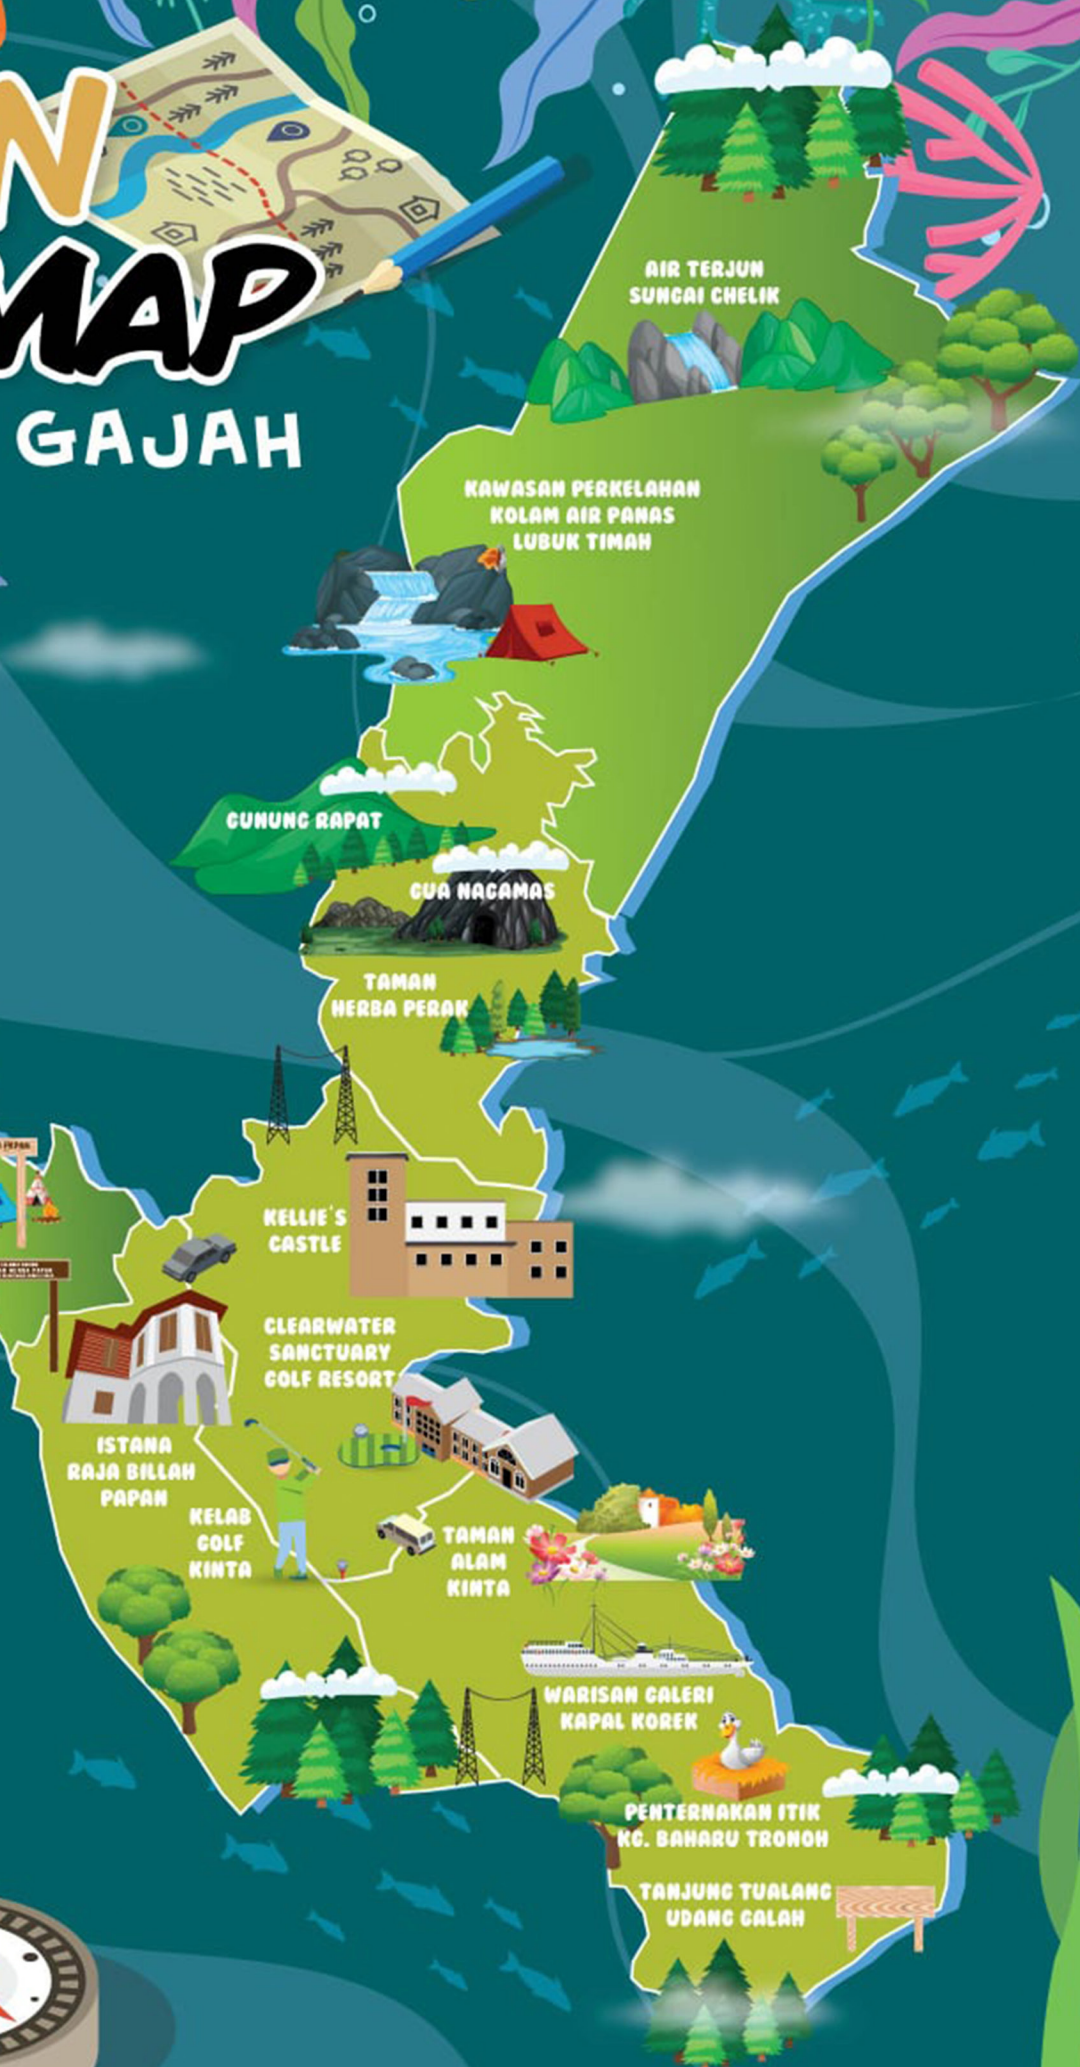 N
MAP
GAJAH
AIR TERJUN
SUNGAI CHELIK
KAWASAN PERKELAHAN
KOLAM AIR PANAS
LUBUK TIMAH
GUNUNG RAPAT
GUA NAGAMAS
TAMAN
HERBA PERAK
KELLIE'S
CASTLE
CLEARWATER
SANCTUARY
GOLF RESORT
ISTANA
RAJA BILLAH
PAPAN
KELAB
GOLF
KINTA
TAMAN
ALAM
KINTA
WARISAN GALERI
KAPAL KOREK
PENTERNAKAN ITIK
KG. BAHARU TRONOH
TANJUNG TUALANG
UDANG GALAH